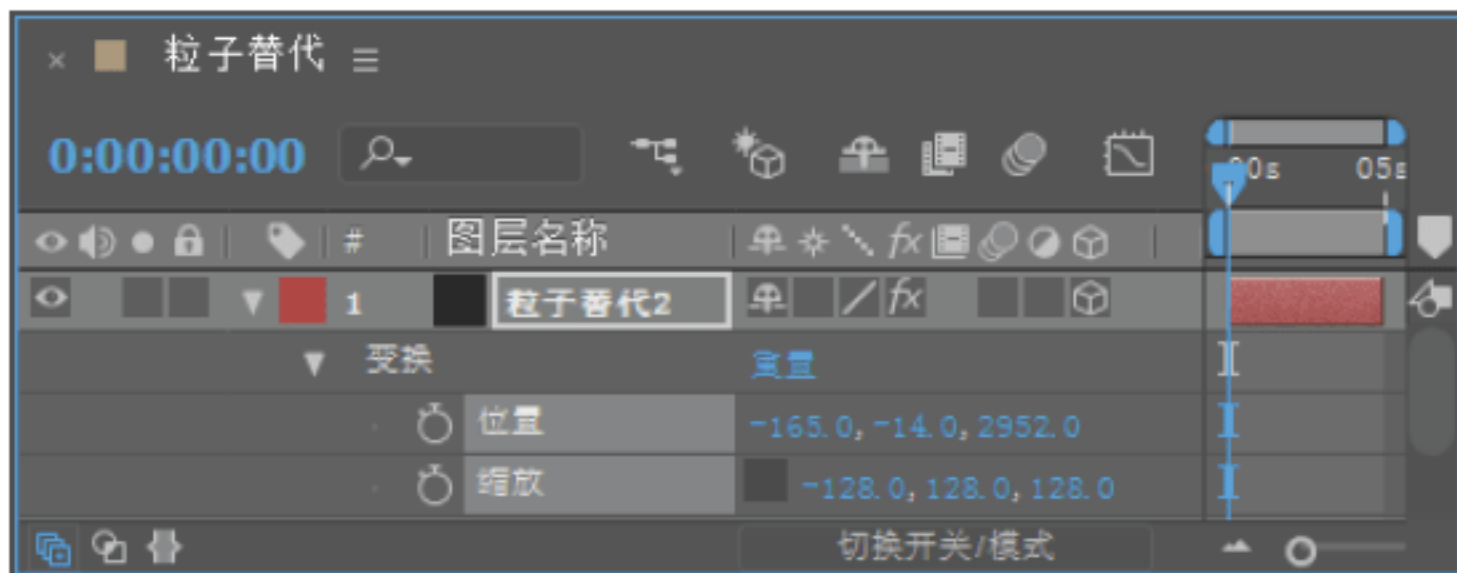 粒子替代
0:00:00:00
00s 05s
# 图层名称 fx
1 粒子替代2 fx
变换 重置
位置 -165.0, -14.0, 2952.0
缩放 -128.0, 128.0, 128.0
切换开关/模式